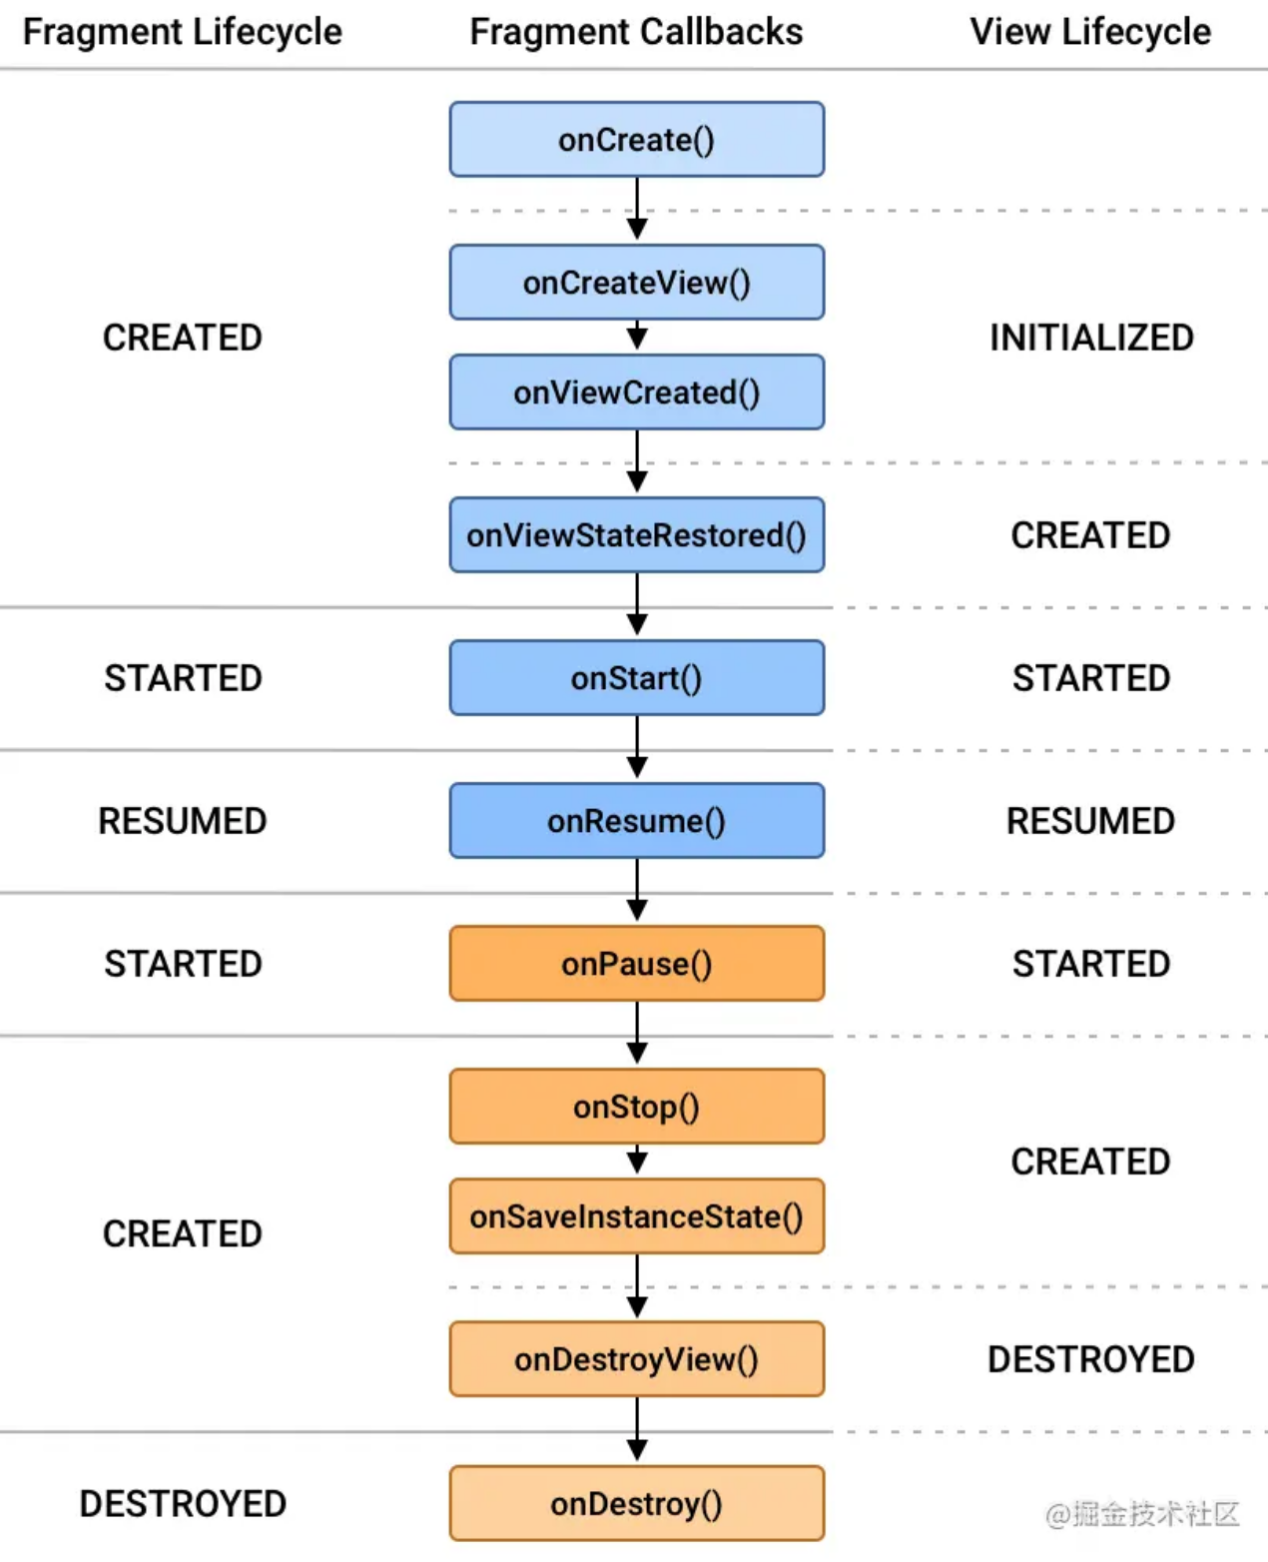 Fragment Lifecycle
Fragment Callbacks
View Lifecycle
onCreate()
onCreateView()
CREATED
INITIALIZED
onViewCreated()
onViewStateRestored()
CREATED
STARTED
onStart()
STARTED
RESUMED
onResume()
RESUMED
STARTED
onPause()
STARTED
onStop()
CREATED
onSaveInstanceState()
CREATED
onDestroyView()
DESTROYED
DESTROYED
onDestroy()
@掘金技术社区